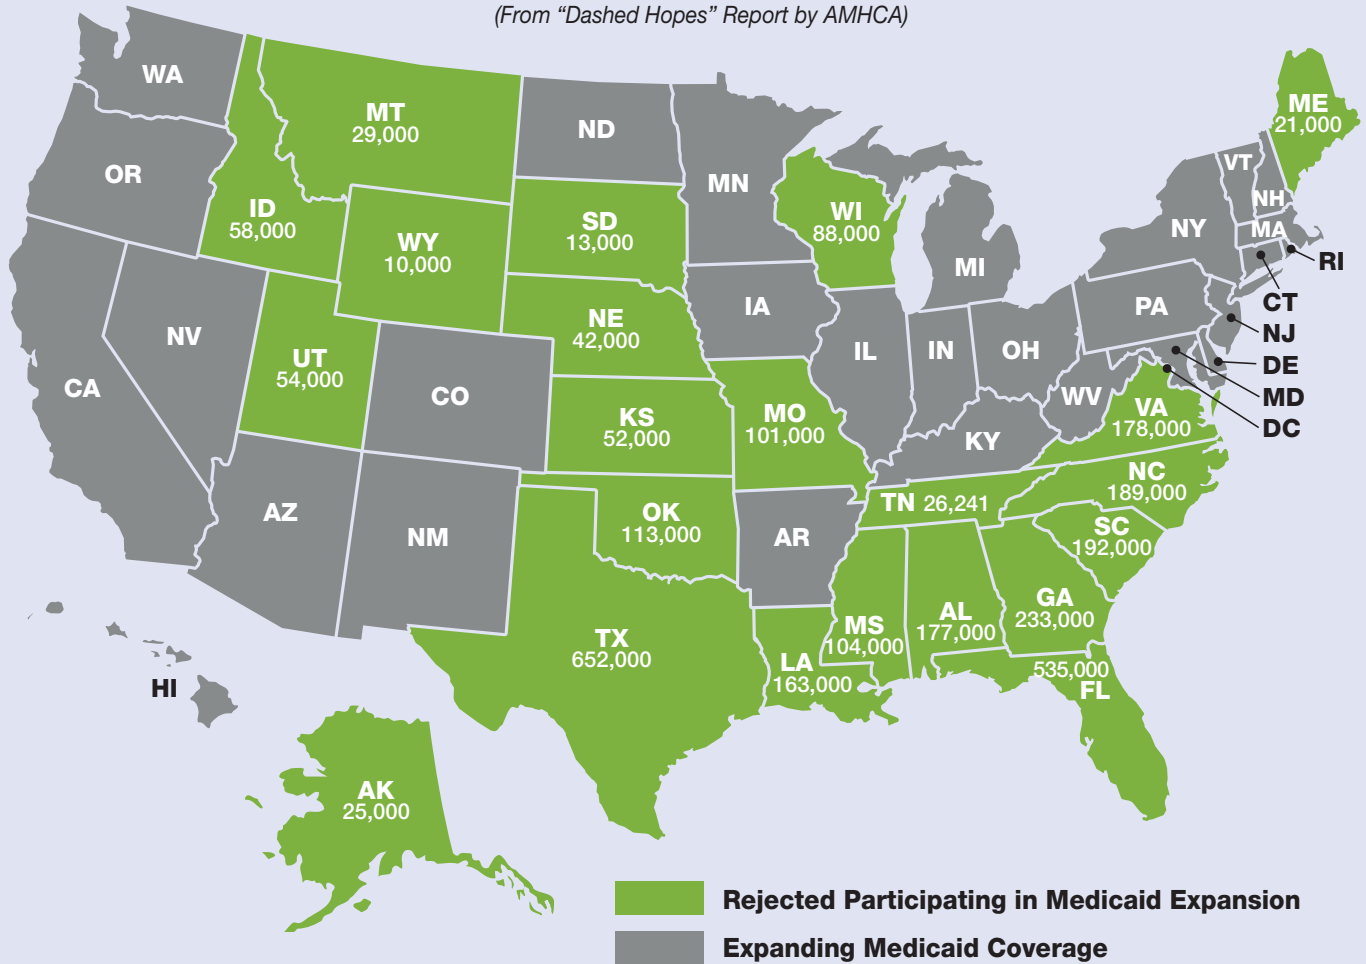 (From “Dashed Hopes” Report by AMHCA)
WA
MT
29,000
ND
MN
ME
21,000
VT
NH
OR
ID
58,000
WY
10,000
SD
13,000
WI
88,000
MI
NY
MA
RI
CT
NJ
DE
MD
DC
NV
UT
54,000
NE
42,000
IA
IL
IN
OH
PA
CA
CO
KS
52,000
MO
101,000
WV
VA
178,000
KY
NC
189,000
AZ
NM
OK
113,000
AR
TN 26,241
SC
192,000
TX
652,000
LA
163,000
MS
104,000
AL
177,000
GA
233,000
535,000
FL
HI
AK
25,000
Rejected Participating in Medicaid Expansion
Expanding Medicaid Coverage